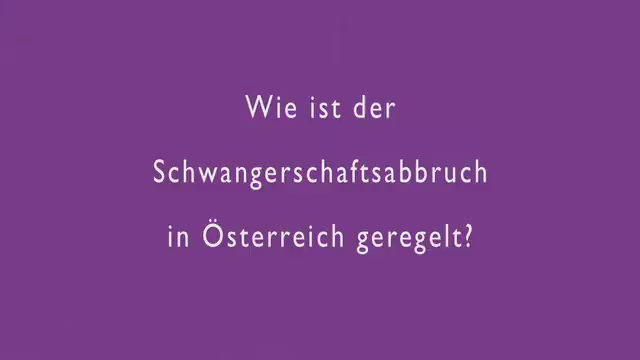 Wie ist der
Schwangerschaftsabbruch
in Österreich geregelt?